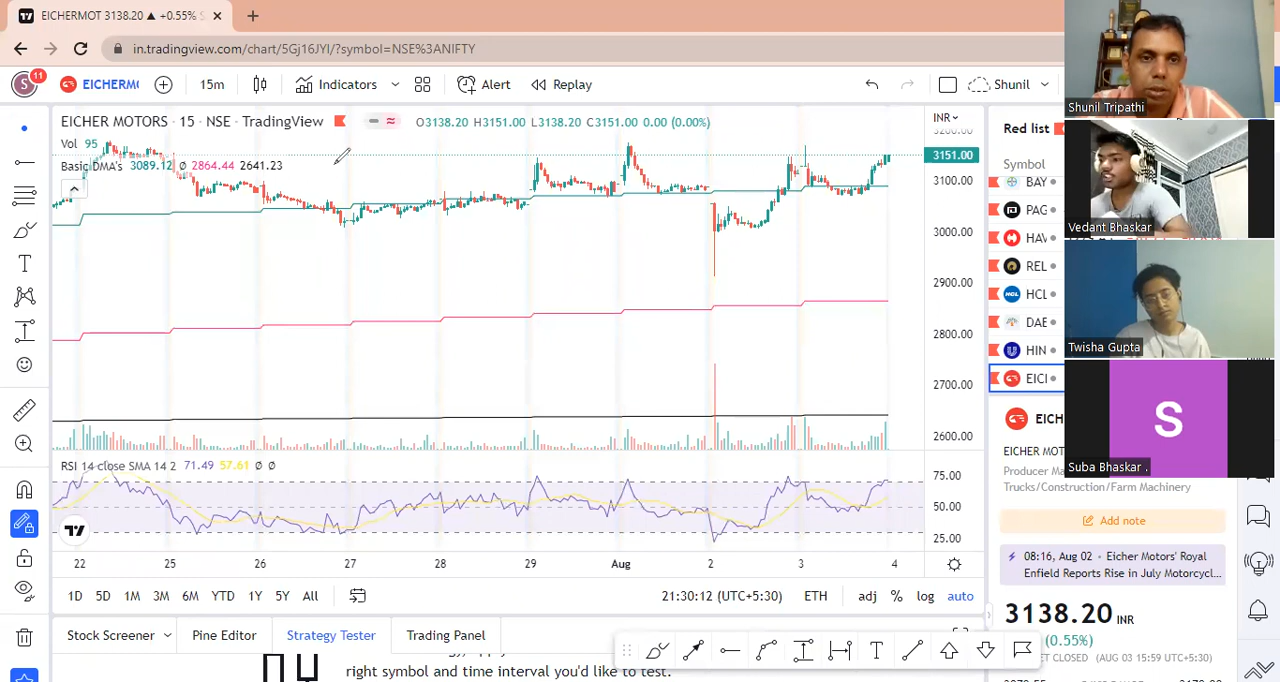 EICHERMOT 3138.20 ▲ +0.55% S
in.tradingview.com/chart/5Gj16JYI/?symbol=NSE%3ANIFTY
S 11 EICHERM 15m Indicators Alert Replay Shunil
EICHER MOTORS · 15 · NSE · TradingView O3138.20 H3151.00 L3138.20 C3151.00 0.00 (0.00%)
Vol 95
Basic DMA's 3089.12 Ø 2864.44 2641.23
INR
3151.00
3100.00
3000.00
2900.00
2800.00
2700.00
2600.00
RSI 14 close SMA 14 2 71.49 57.61 Ø Ø
75.00
50.00
25.00
22 25 26 27 28 29 Aug 2 3 4
1D 5D 1M 3M 6M YTD 1Y 5Y All 21:30:12 (UTC+5:30) ETH adj % log auto
Stock Screener Pine Editor Strategy Tester Trading Panel
right symbol and time interval you'd like to test.
Red list
Symbol
BAY
PAG
HAV
REL
HCL
DAE
HIN
EICI
EICHE
EICHER MOT
Producer Ma
Trucks/Construction/Farm Machinery
Add note
08:16, Aug 02 · Eicher Motors' Royal
Enfield Reports Rise in July Motorcycl...
3138.20 INR
(0.55%)
ET CLOSED (AUG 03 15:59 UTC+5:30)
Shunil Tripathi
Vedant Bhaskar
Twisha Gupta
S
Suba Bhaskar .